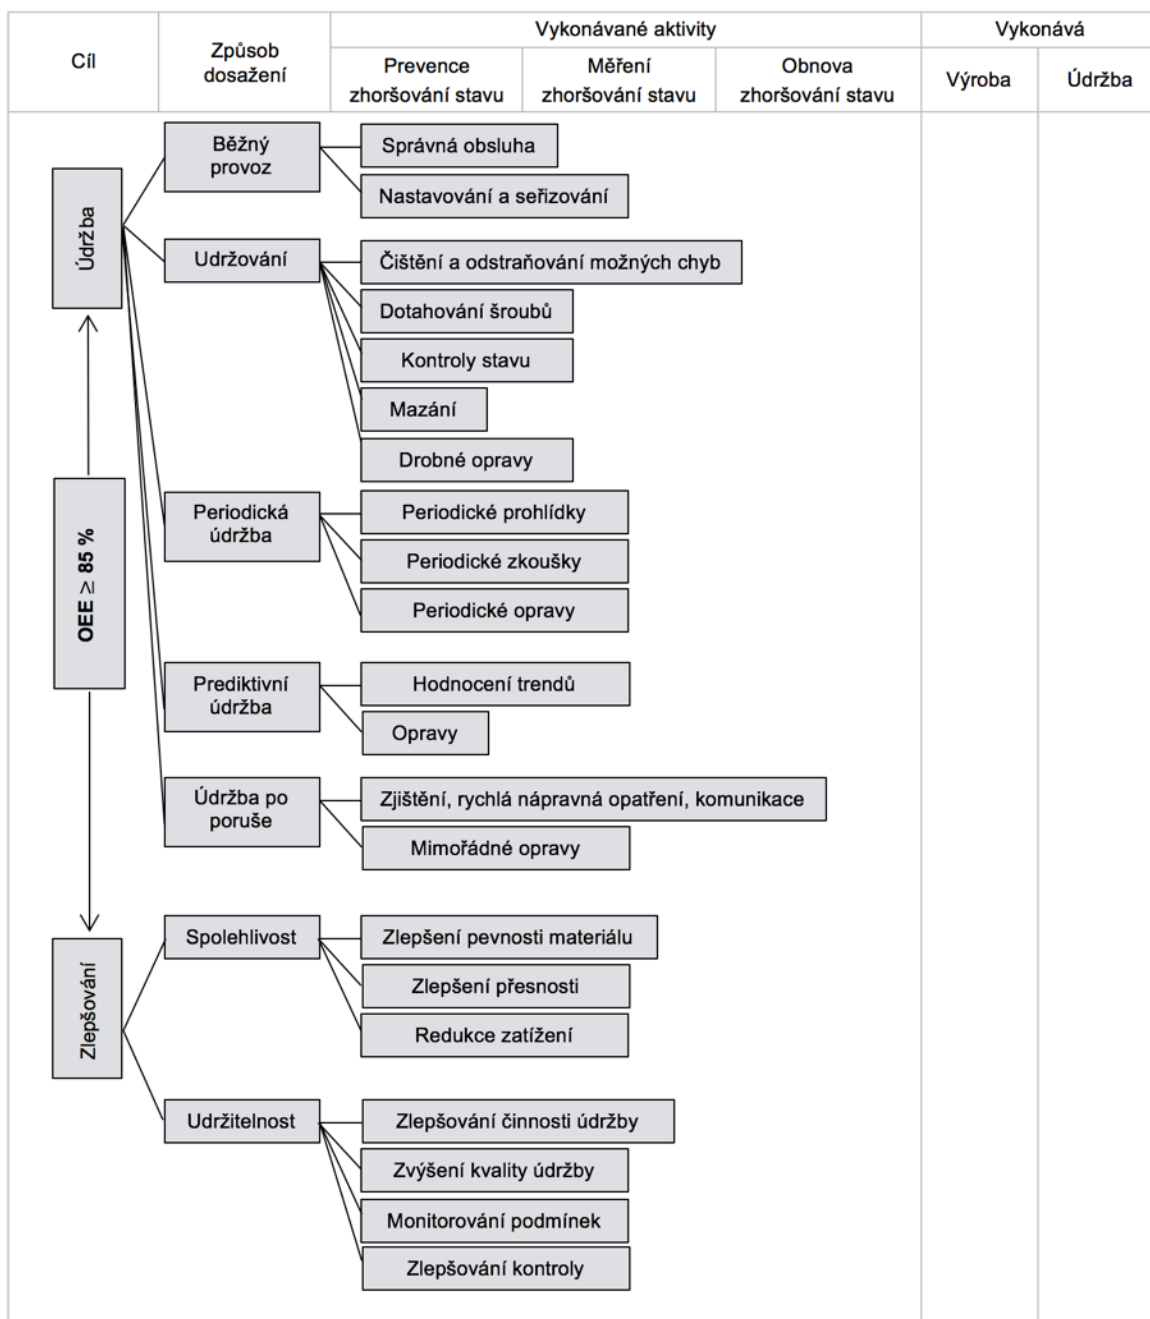 Cíl
Způsob
dosažení
Vykonávané aktivity
Vykonává
Prevence
zhoršování stavu
Měření
zhoršování stavu
Obnova
zhoršování stavu
Výroba
Údržba
Údržba
Běžný
provoz
Správná obsluha
Nastavování a seřizování
Udržování
Čištění a odstraňování možných chyb
Dotahování šroubů
Kontroly stavu
Mazání
Drobné opravy
OEE ≥ 85 %
Periodická
údržba
Periodické prohlídky
Periodické zkoušky
Periodické opravy
Prediktivní
údržba
Hodnocení trendů
Opravy
Údržba po
poruše
Zjištění, rychlá nápravná opatření, komunikace
Mimořádné opravy
Zlepšování
Spolehlivost
Zlepšení pevnosti materiálu
Zlepšení přesnosti
Redukce zatížení
Udržitelnost
Zlepšování činnosti údržby
Zvýšení kvality údržby
Monitorování podmínek
Zlepšování kontroly